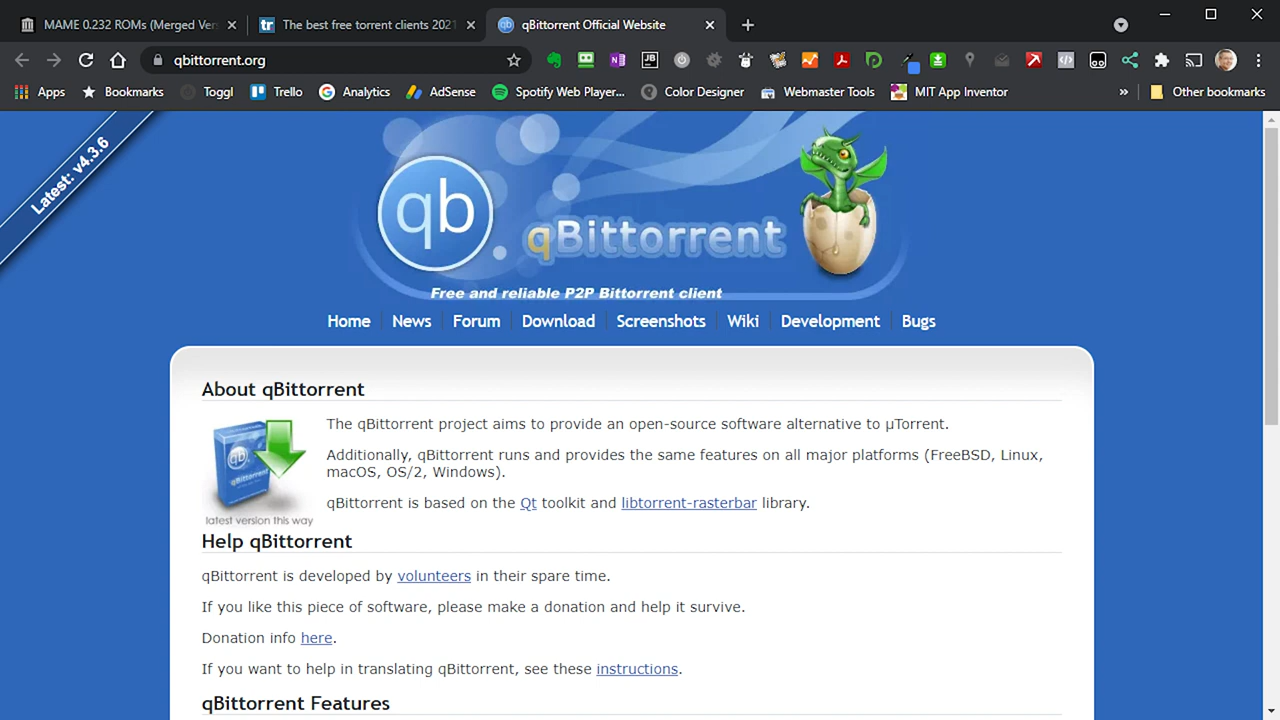 MAME 0.232 ROMs (Merged Ver
tr The best free torrent clients 2021
qb qBittorrent Official Website
qbittorrent.org
Apps
Bookmarks
Toggl
Trello
Analytics
AdSense
Spotify Web Player...
Color Designer
Webmaster Tools
MIT App Inventor
»
Other bookmarks
Latest: v4.3.6
qb
qBittorrent
Free and reliable P2P Bittorrent client
Home
News
Forum
Download
Screenshots
Wiki
Development
Bugs
About qBittorrent
qb
qBittorrent
latest version this way
The qBittorrent project aims to provide an open-source software alternative to µTorrent.
Additionally, qBittorrent runs and provides the same features on all major platforms (FreeBSD, Linux,
macOS, OS/2, Windows).
qBittorrent is based on the Qt toolkit and libtorrent-rasterbar library.
Help qBittorrent
qBittorrent is developed by volunteers in their spare time.
If you like this piece of software, please make a donation and help it survive.
Donation info here.
If you want to help in translating qBittorrent, see these instructions.
qBittorrent Features